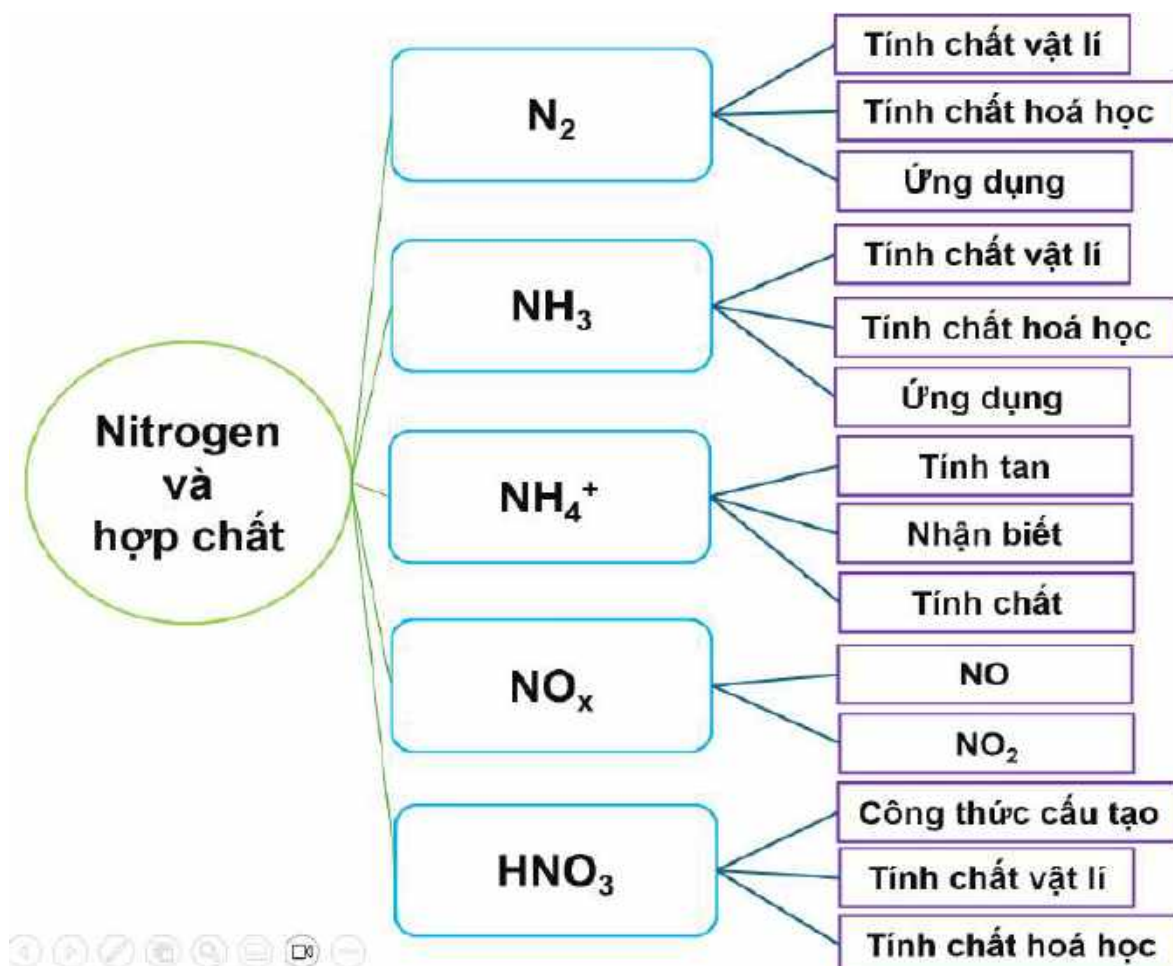 Nitrogen
và
hợp chất
N₂
Tính chất vật lí
Tính chất hoá học
Ứng dụng
NH₃
Tính chất vật lí
Tính chất hoá học
Ứng dụng
NH₄⁺
Tính tan
Nhận biết
Tính chất
NOₓ
NO
NO₂
HNO₃
Công thức cấu tạo
Tính chất vật lí
Tính chất hoá học